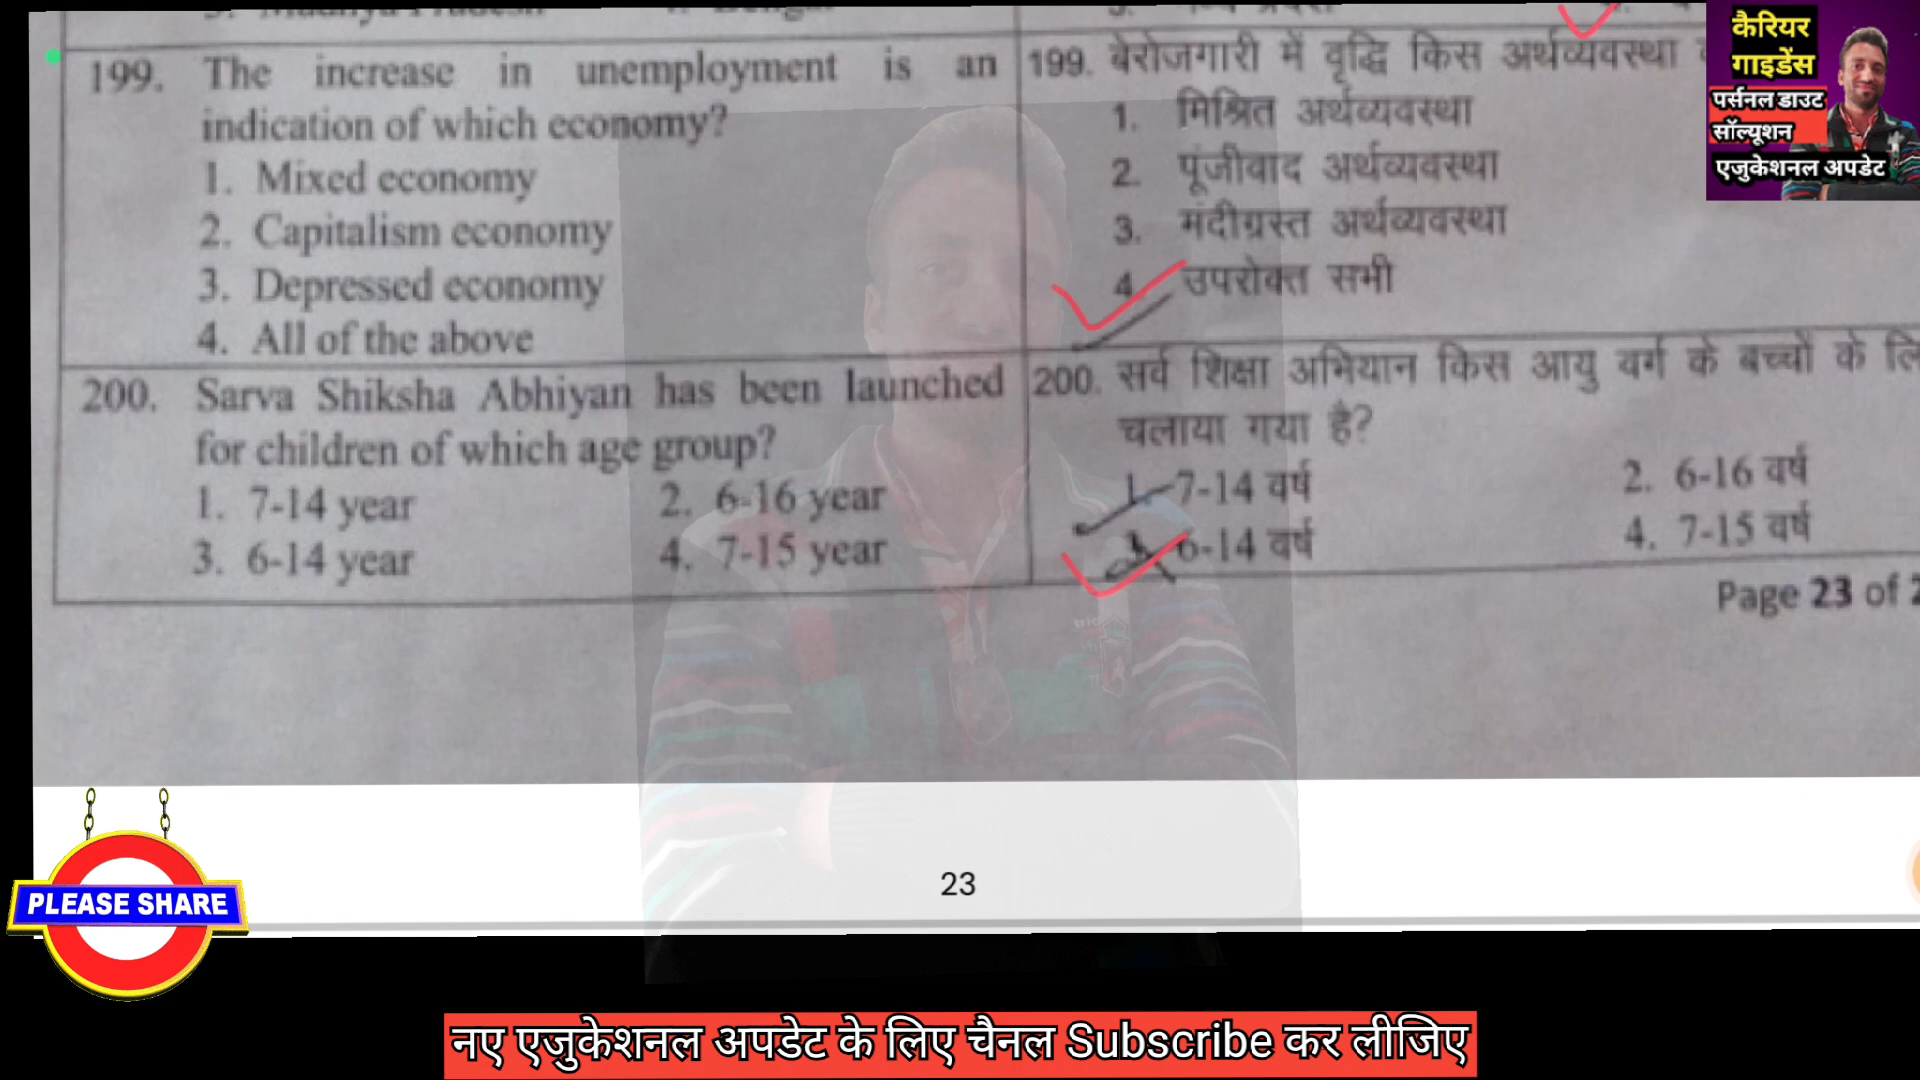 3. Madhya Pradesh
199. The increase in unemployment is an
indication of which economy?
1. Mixed economy
2. Capitalism economy
3. Depressed economy
4. All of the above
200. Sarva Shiksha Abhiyan has been launched
for children of which age group?
1. 7-14 year 2. 6-16 year
3. 6-14 year 4. 7-15 year
199. बेरोजगारी में वृद्धि किस अर्थव्यवस्था
1. मिश्रित अर्थव्यवस्था
2. पूंजीवाद अर्थव्यवस्था
3. मंदीग्रस्त अर्थव्यवस्था
4. उपरोक्त सभी
200. सर्व शिक्षा अभियान किस आयु वर्ग के बच्चों के
चलाया गया है?
1. 7-14 वर्ष 2. 6-16 वर्ष
6-14 वर्ष 4. 7-15 वर्ष
Page 23 of
23
कैरियर
गाइडेंस
पर्सनल डाउट
सॉल्यूशन
एजुकेशनल अपडेट
PLEASE SHARE
नए एजुकेशनल अपडेट के लिए चैनल Subscribe कर लीजिए